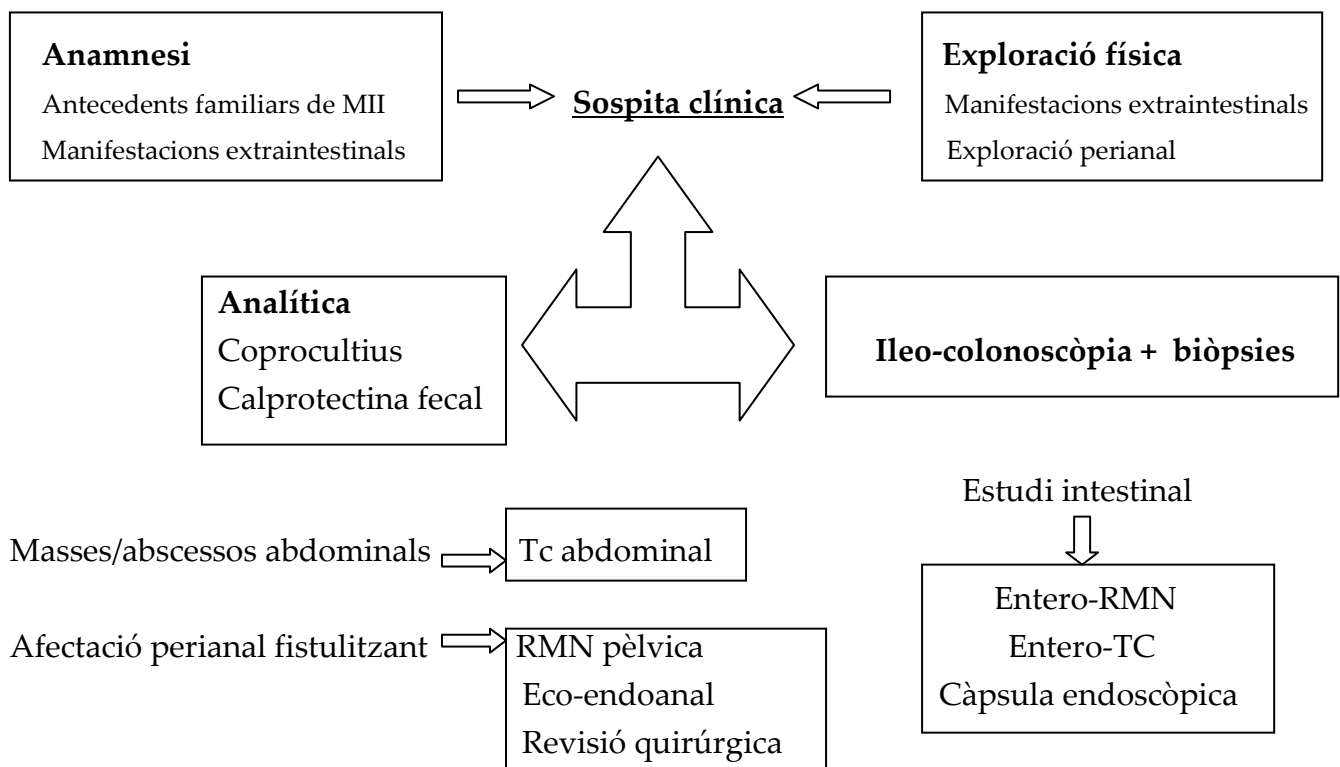 Anamnesi
Antecedents familiars de MII
Manifestacions extraintestinals
Sospita clínica
Exploració física
Manifestacions extraintestinals
Exploració perianal
Analítica
Coprocultius
Calprotectina fecal
Ileo-colonoscòpia + biòpsies
Masses/abscessos abdominals
Tc abdominal
Afectació perianal fistulitzant
RMN pèlvica
Eco-endoanal
Revisió quirúrgica
Estudi intestinal
Entero-RMN
Entero-TC
Càpsula endoscòpica